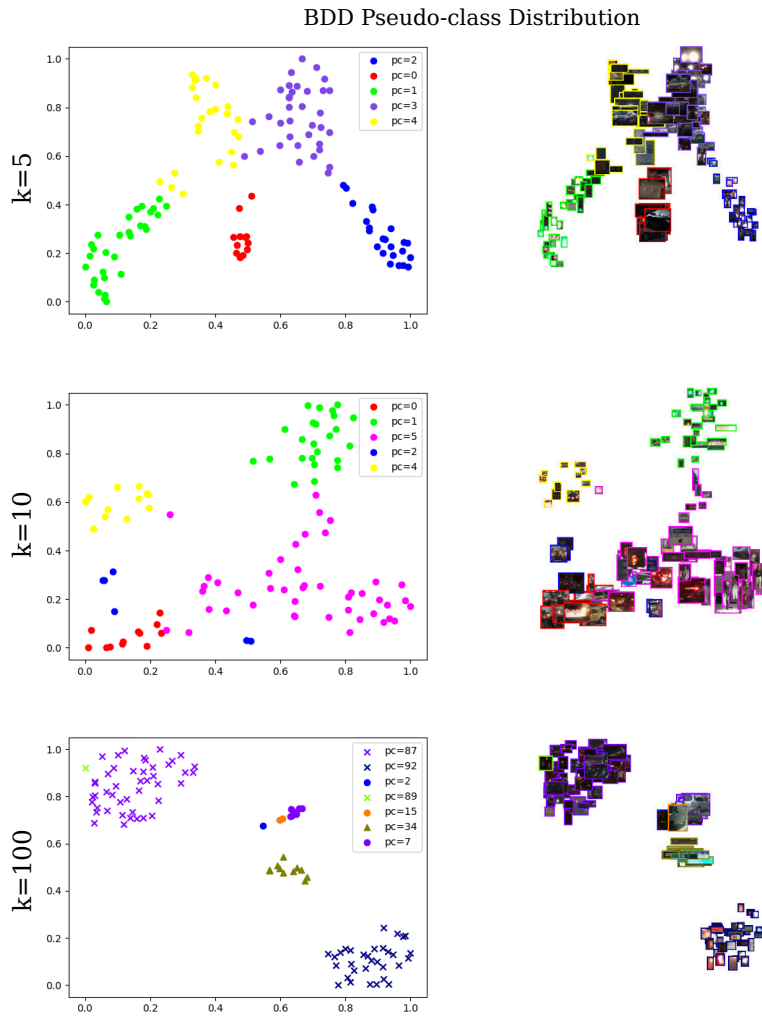 BDD Pseudo-class Distribution
k=5
1.0
0.8
0.6
0.4
0.2
0.0
0.0 0.2 0.4 0.6 0.8 1.0
pc=2
pc=0
pc=1
pc=3
pc=4
k=10
1.0
0.8
0.6
0.4
0.2
0.0
0.0 0.2 0.4 0.6 0.8 1.0
pc=0
pc=1
pc=5
pc=2
pc=4
k=100
1.0
0.8
0.6
0.4
0.2
0.0
0.0 0.2 0.4 0.6 0.8 1.0
pc=87
pc=92
pc=2
pc=89
pc=15
pc=34
pc=7